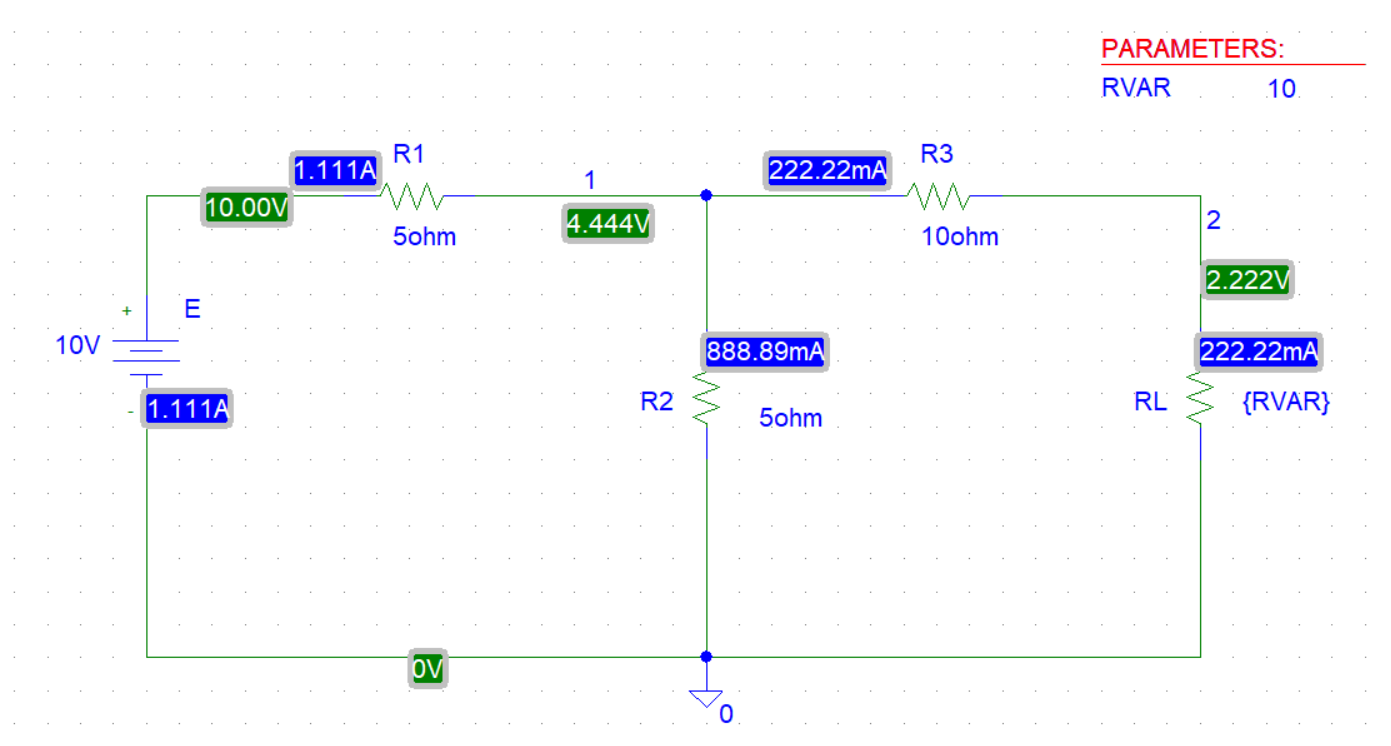 PARAMETERS:
RVAR 10
R1
R3
1.111A
222.22mA
1
10.00V
4.444V
5ohm
10ohm
2
2.222V
+
E
10V
888.89mA
222.22mA
-
1.111A
R2
5ohm
RL
{RVAR}
0V
0